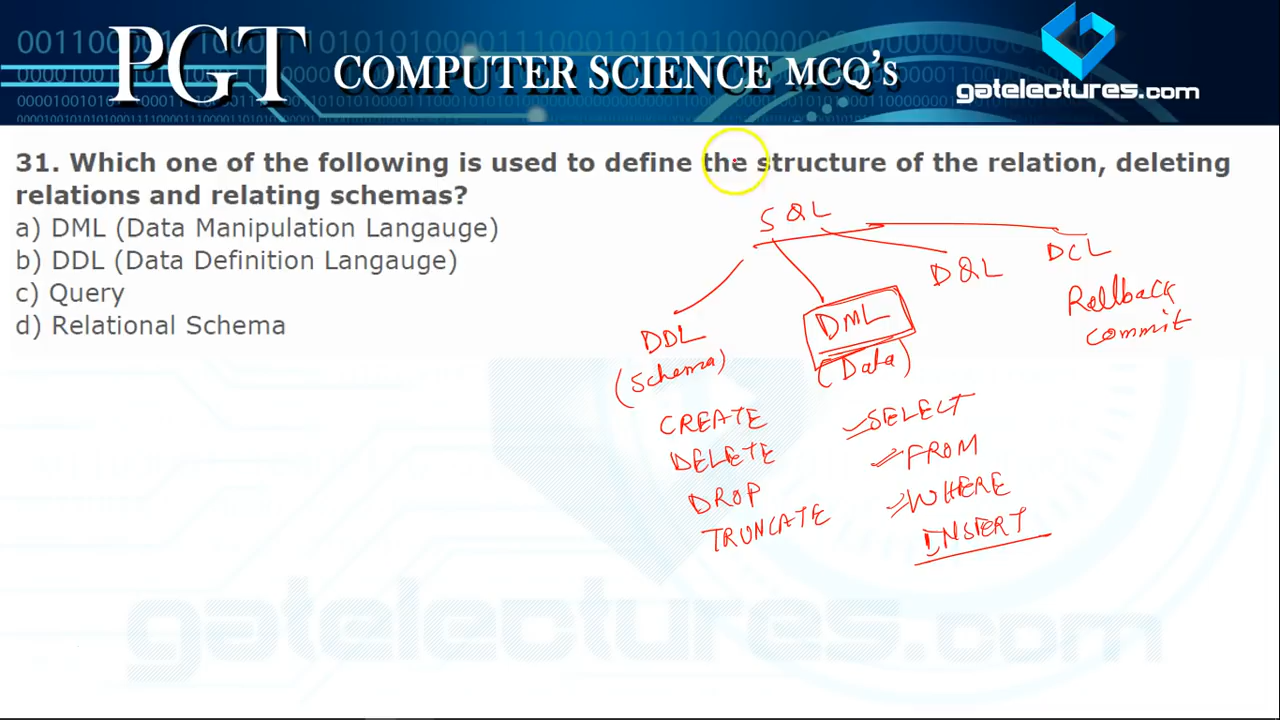 PGT COMPUTER SCIENCE MCQ'S
gatelectures.com
31. Which one of the following is used to define the structure of the relation, deleting
relations and relating schemas?
a) DML (Data Manipulation Langauge)
b) DDL (Data Definition Langauge)
c) Query
d) Relational Schema
SQL
DDL
(Schema)
CREATE
DELETE
DROP
TRUNCATE
DML
(Data)
SELECT
FROM
WHERE
INSERT
DQL
DCL
Rollback
Commit
gatelectures.com